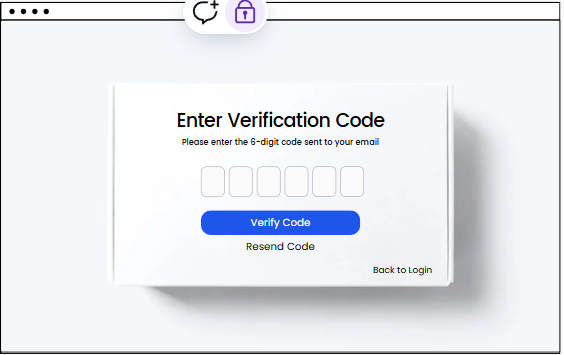 Enter Verification Code
Please enter the 6-digit code sent to your email
Verify Code
Resend Code
Back to Login